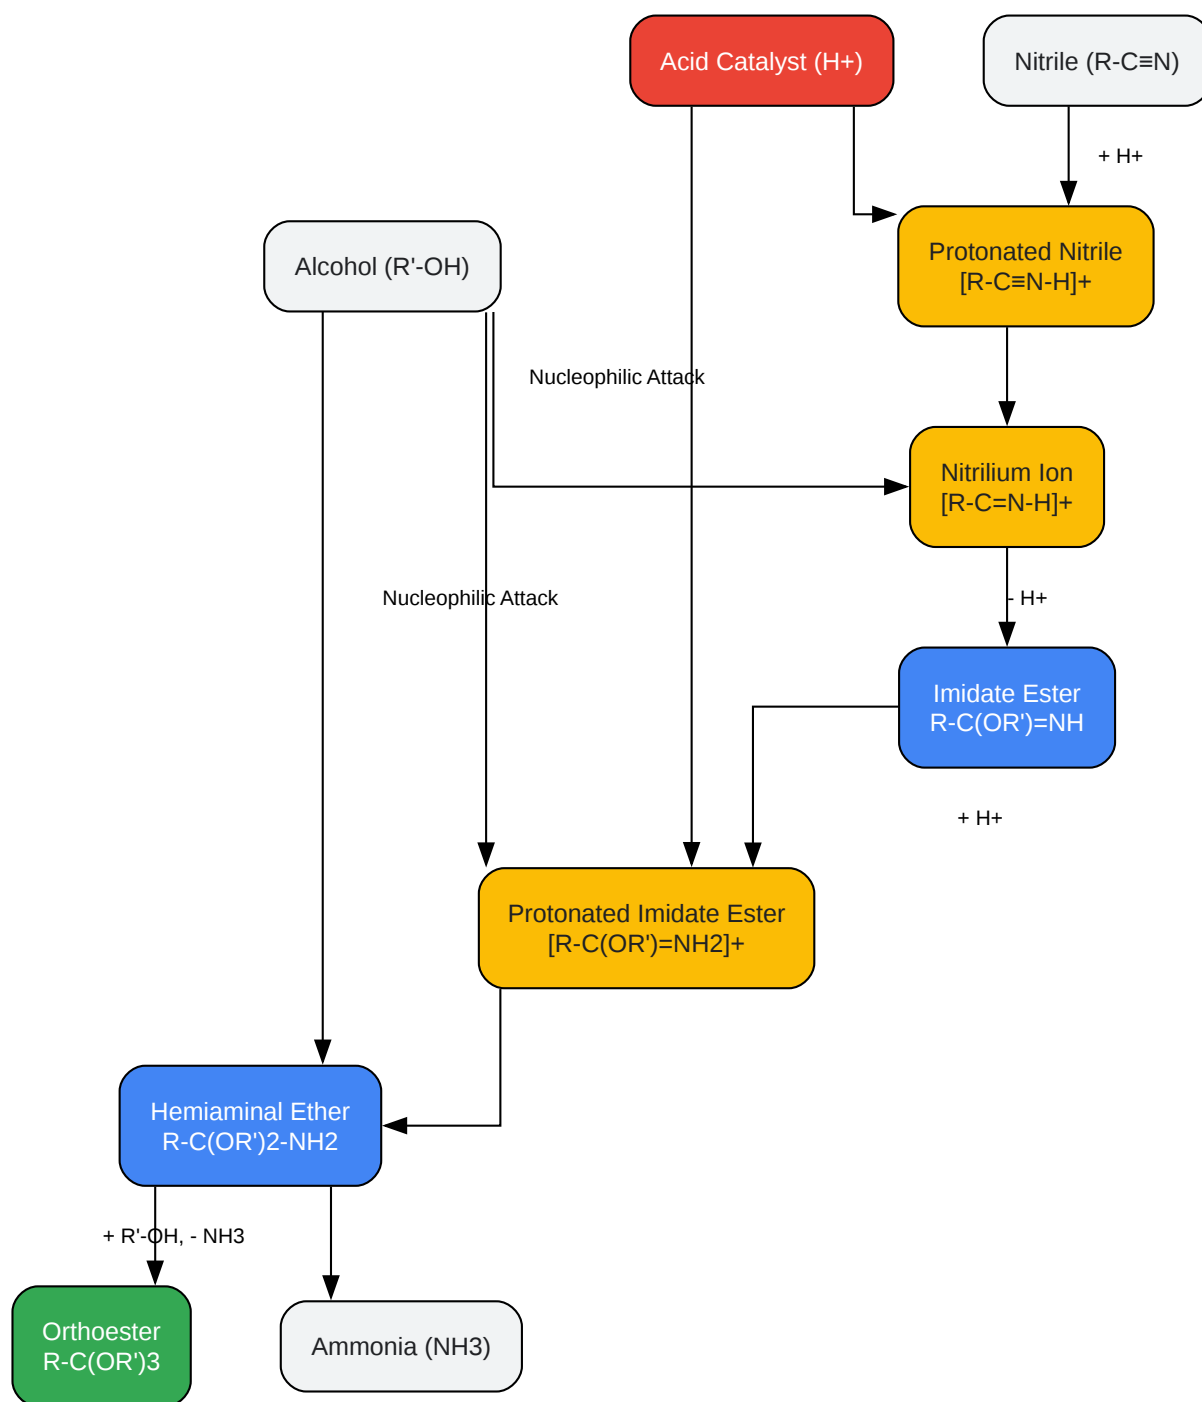 Acid Catalyst (H+)
Nitrile (R-C≡N)
+ H+
Alcohol (R'-OH)
Protonated Nitrile
[R-C≡N-H]+
Nucleophilic Attack
Nitrilium Ion
[R-C=N-H]+
Nucleophilic Attack
- H+
Imidate Ester
R-C(OR')=NH
+ H+
Protonated Imidate Ester
[R-C(OR')=NH2]+
Hemiaminal Ether
R-C(OR')2-NH2
+ R'-OH, - NH3
Orthoester
R-C(OR')3
Ammonia (NH3)